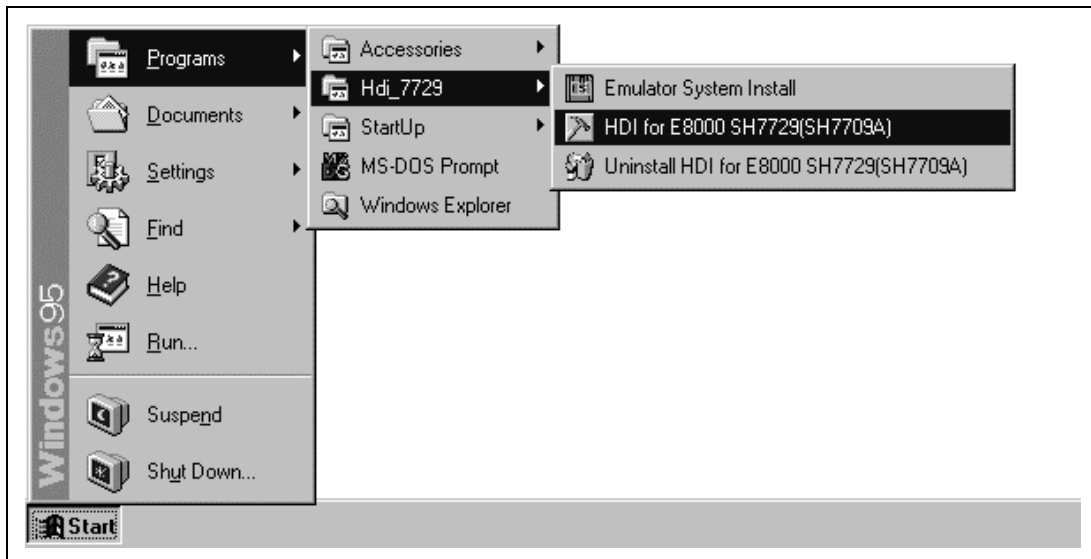 Programs
Documents
Settings
Find
Help
Run...
Suspend
Shut Down...
Windows95
Start
Accessories
Hdi_7729
StartUp
MS-DOS Prompt
Windows Explorer
Emulator System Install
HDI for E8000 SH7729(SH7709A)
Uninstall HDI for E8000 SH7729(SH7709A)